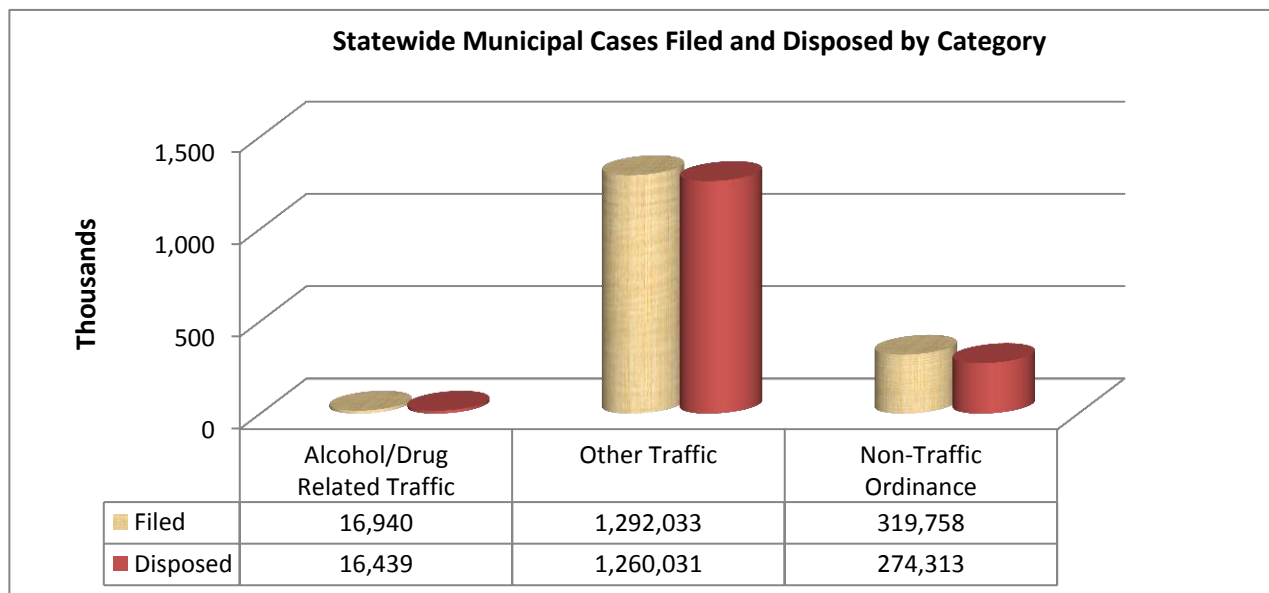 Statewide Municipal Cases Filed and Disposed by Category
Thousands
1,500
1,000
500
0
Alcohol/Drug
Related Traffic
Other Traffic
Non-Traffic
Ordinance
Filed 16,940 1,292,033 319,758
Disposed 16,439 1,260,031 274,313